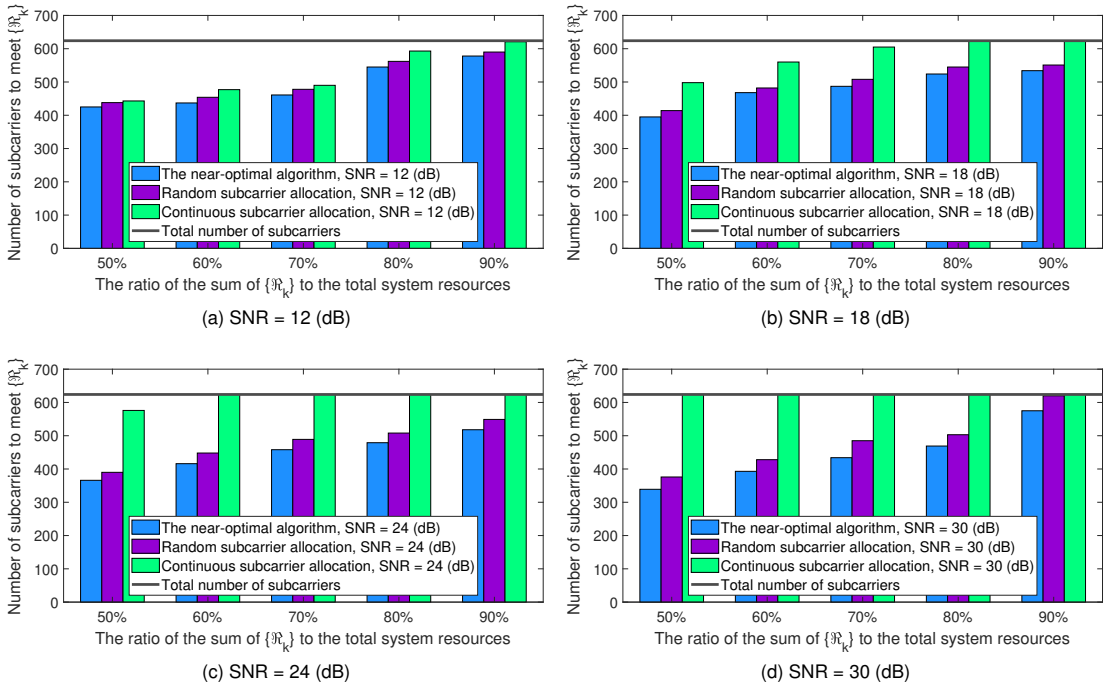 Number of subcarriers to meet {ℜ_k}
700
600
500
400
300
200
100
0
The near-optimal algorithm, SNR = 12 (dB)
Random subcarrier allocation, SNR = 12 (dB)
Continuous subcarrier allocation, SNR = 12 (dB)
Total number of subcarriers
50% 60% 70% 80% 90%
The ratio of the sum of {ℜ_k} to the total system resources
(a) SNR = 12 (dB)
Number of subcarriers to meet {ℜ_k}
700
600
500
400
300
200
100
0
The near-optimal algorithm, SNR = 18 (dB)
Random subcarrier allocation, SNR = 18 (dB)
Continuous subcarrier allocation, SNR = 18 (dB)
Total number of subcarriers
50% 60% 70% 80% 90%
The ratio of the sum of {ℜ_k} to the total system resources
(b) SNR = 18 (dB)
Number of subcarriers to meet {ℜ_k}
700
600
500
400
300
200
100
0
The near-optimal algorithm, SNR = 24 (dB)
Random subcarrier allocation, SNR = 24 (dB)
Continuous subcarrier allocation, SNR = 24 (dB)
Total number of subcarriers
50% 60% 70% 80% 90%
The ratio of the sum of {ℜ_k} to the total system resources
(c) SNR = 24 (dB)
Number of subcarriers to meet {ℜ_k}
700
600
500
400
300
200
100
0
The near-optimal algorithm, SNR = 30 (dB)
Random subcarrier allocation, SNR = 30 (dB)
Continuous subcarrier allocation, SNR = 30 (dB)
Total number of subcarriers
50% 60% 70% 80% 90%
The ratio of the sum of {ℜ_k} to the total system resources
(d) SNR = 30 (dB)